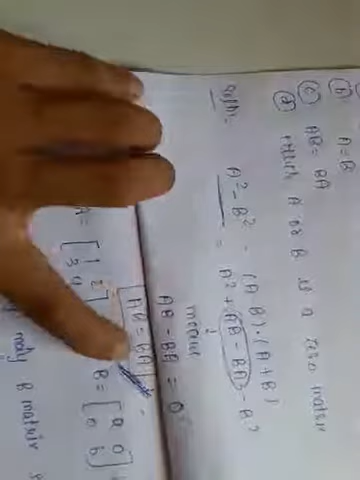 (b) A = B
(c) AB = BA
(d) either A or B is a zero matrix
Soln:-
A² - B² = (A - B)·(A + B)
= A² + AB - BA - B²
AB - BA = 0
AB = BA
A = [1 2
3 4]
B = [a 0
0 b]
B matrix